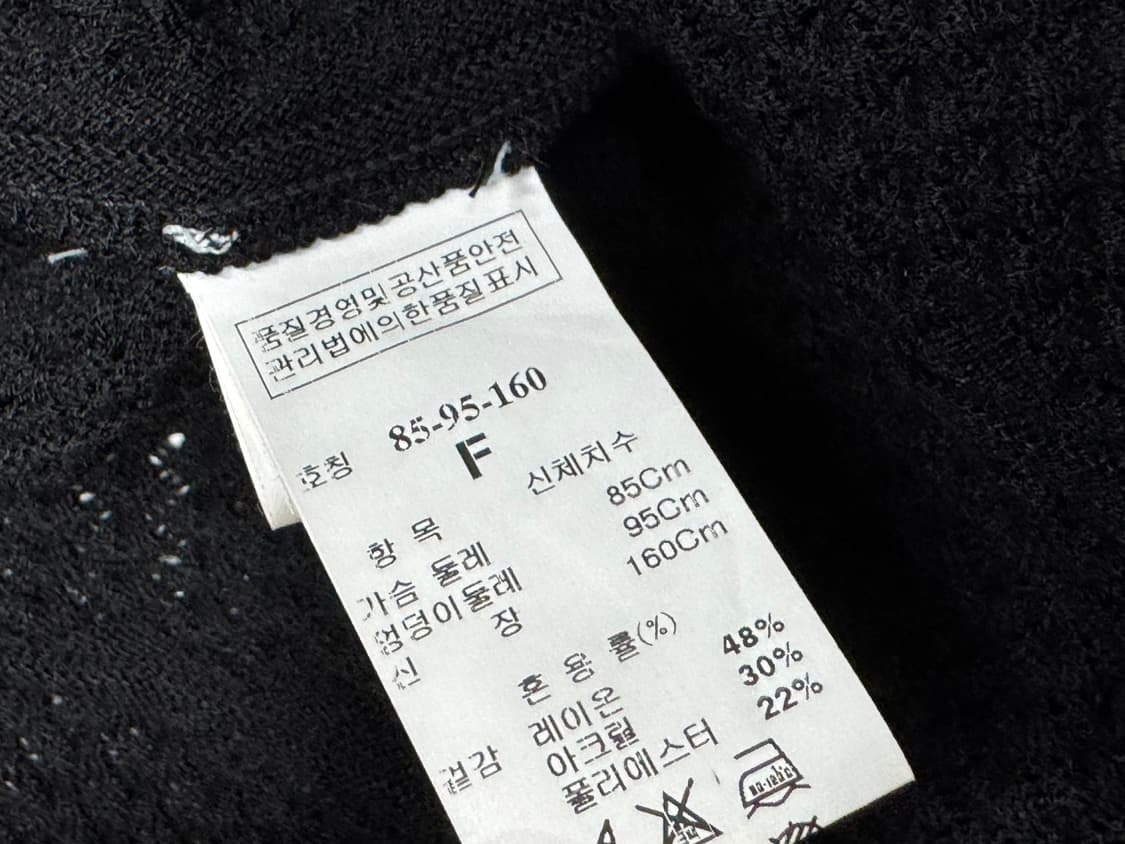 품질경영및공산품안전
관리법에의한품질표시
호칭 85-95-160
F
항 목 신체치수
가슴 둘레 85Cm
엉덩이둘레 95Cm
신 장 160Cm
혼 용 률(%)
겉감 레이온 48%
아크릴 30%
폴리에스터 22%
80-120°C